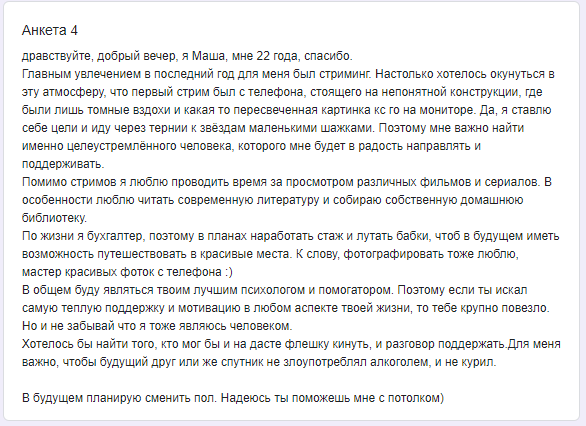 Анкета 4
дравствуйте, добрый вечер, я Маша, мне 22 года, спасибо.
Главным увлечением в последний год для меня был стриминг. Настолько хотелось окунуться в
эту атмосферу, что первый стрим был с телефона, стоящего на непонятной конструкции, где
были лишь томные вздохи и какая то пересвеченная картинка кс го на мониторе. Да, я ставлю
себе цели и иду через тернии к звёздам маленькими шажками. Поэтому мне важно найти
именно целеустремлённого человека, которого мне будет в радость направлять и
поддерживать.
Помимо стримов я люблю проводить время за просмотром различных фильмов и сериалов. В
особенности люблю читать современную литературу и собираю собственную домашнюю
библиотеку.
По жизни я бухгалтер, поэтому в планах наработать стаж и лутать бабки, чтоб в будущем иметь
возможность путешествовать в красивые места. К слову, фотографировать тоже люблю,
мастер красивых фоток с телефона :)
В общем буду являться твоим лучшим психологом и помогатором. Поэтому если ты искал
самую теплую поддержку и мотивацию в любом аспекте твоей жизни, то тебе крупно повезло.
Но и не забывай что я тоже являюсь человеком.
Хотелось бы найти того, кто мог бы и на дасте флешку кинуть, и разговор поддержать.Для меня
важно, чтобы будущий друг или же спутник не злоупотреблял алкоголем, и не курил.
В будущем планирую сменить пол. Надеюсь ты поможешь мне с потолком)